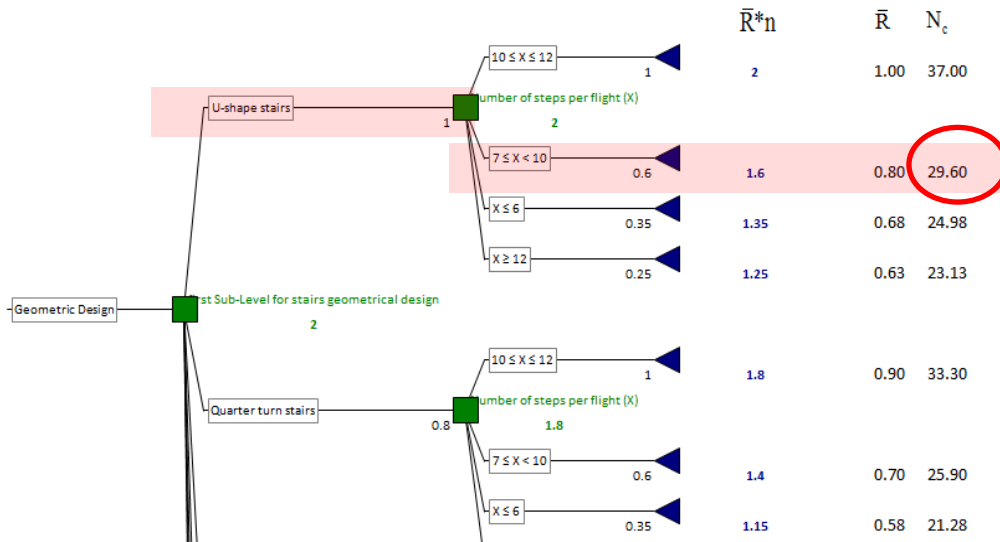 R̄*n R̄ N_c
10 ≤ X ≤ 12 1 2 1.00 37.00
U-shape stairs 1 umber of steps per flight (X)
2
7 ≤ X < 10 0.6 1.6 0.80 29.60
X ≤ 6 0.35 1.35 0.68 24.98
X ≥ 12 0.25 1.25 0.63 23.13
Geometric Design rst Sub-Level for stairs geometrical design
2
10 ≤ X ≤ 12 1 1.8 0.90 33.30
Quarter turn stairs 0.8 umber of steps per flight (X)
1.8
7 ≤ X < 10 0.6 1.4 0.70 25.90
X ≤ 6 0.35 1.15 0.58 21.28